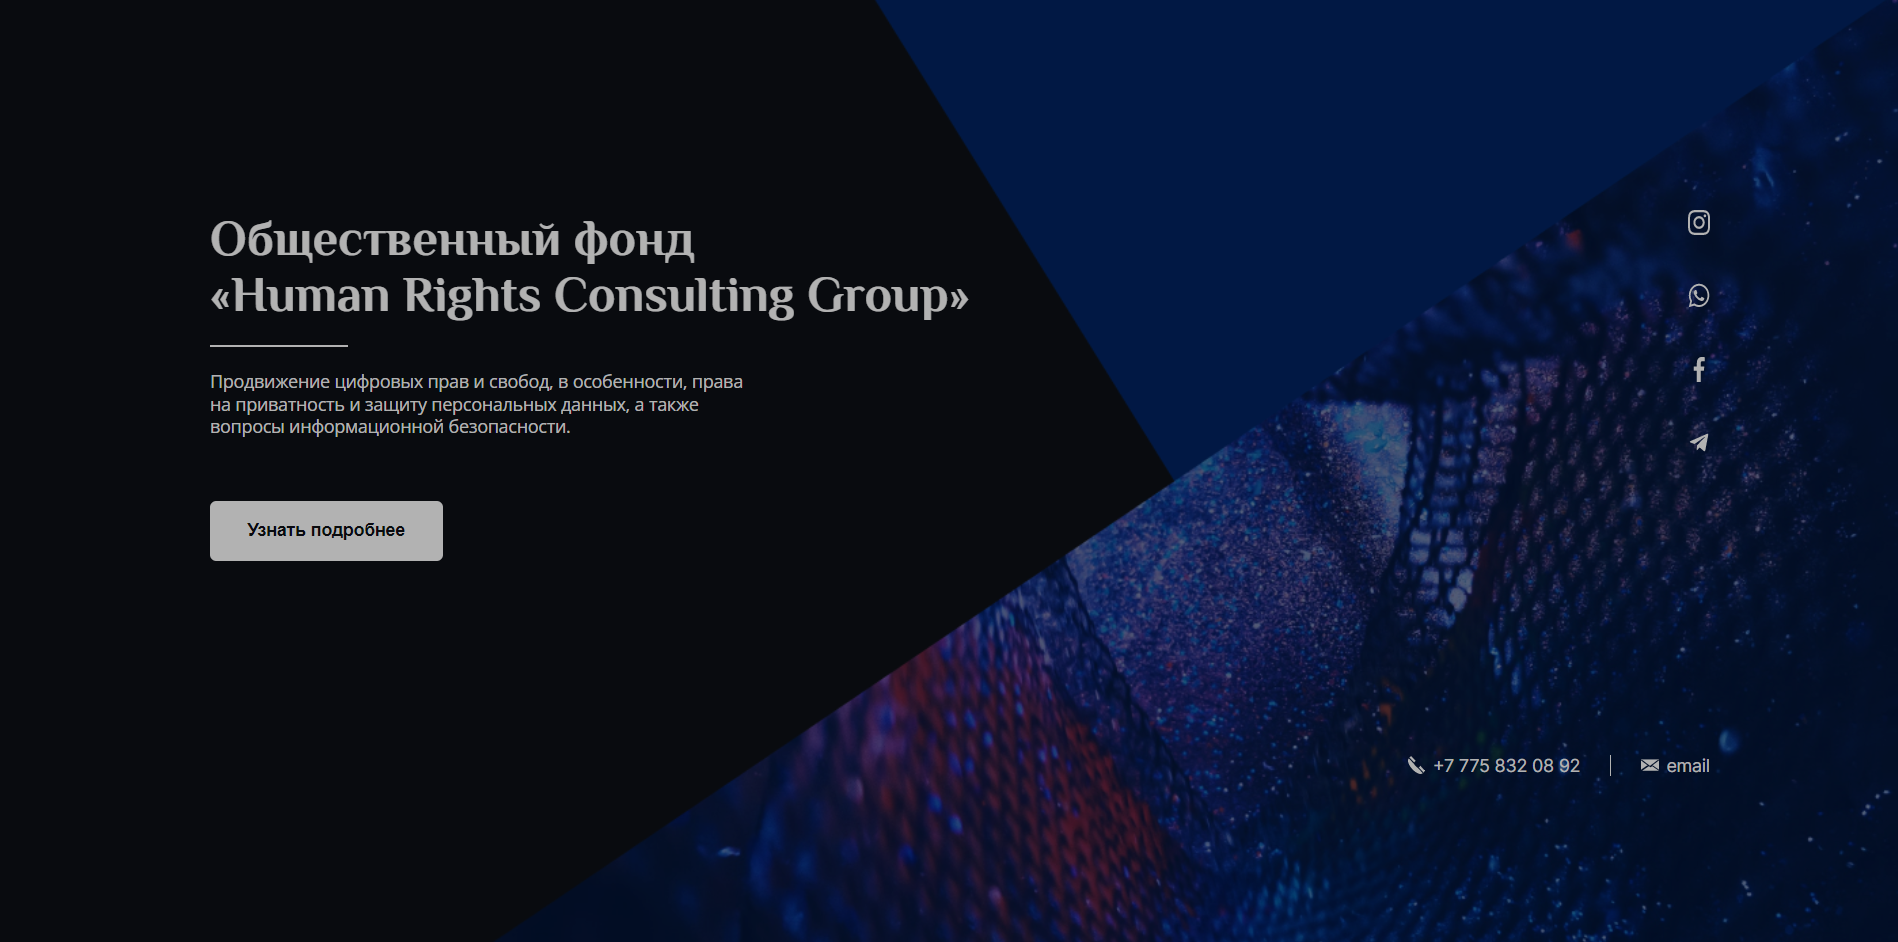 Общественный фонд
«Human Rights Consulting Group»
Продвижение цифровых прав и свобод, в особенности, права
на приватность и защиту персональных данных, а также
вопросы информационной безопасности.
Узнать подробнее
+7 775 832 08 92
email